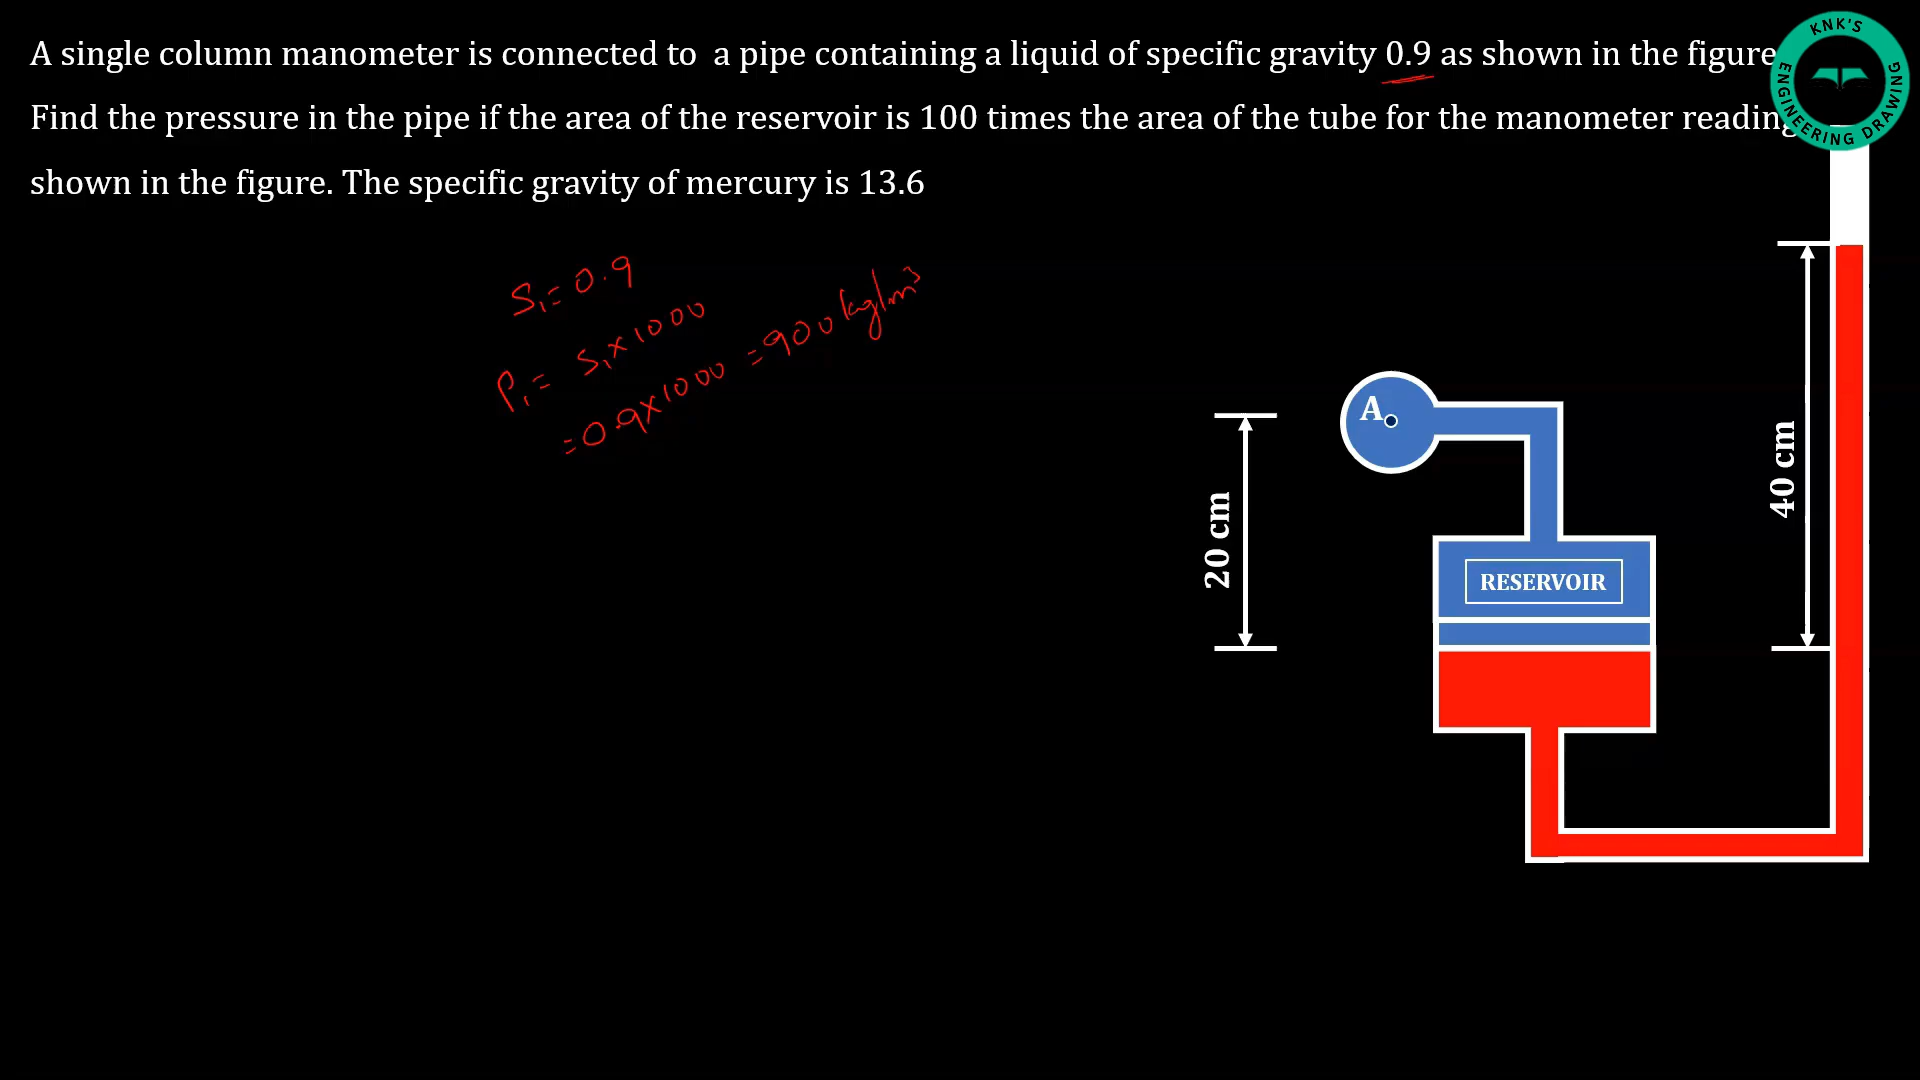 A single column manometer is connected to a pipe containing a liquid of specific gravity 0.9 as shown in the figure
Find the pressure in the pipe if the area of the reservoir is 100 times the area of the tube for the manometer reading
shown in the figure. The specific gravity of mercury is 13.6
KNK'S
ENGINEERING DRAWING
S₁ = 0.9
ρ₁ = S₁ × 1000
= 0.9 × 1000 = 900 kg/m³
A
20 cm
40 cm
RESERVOIR